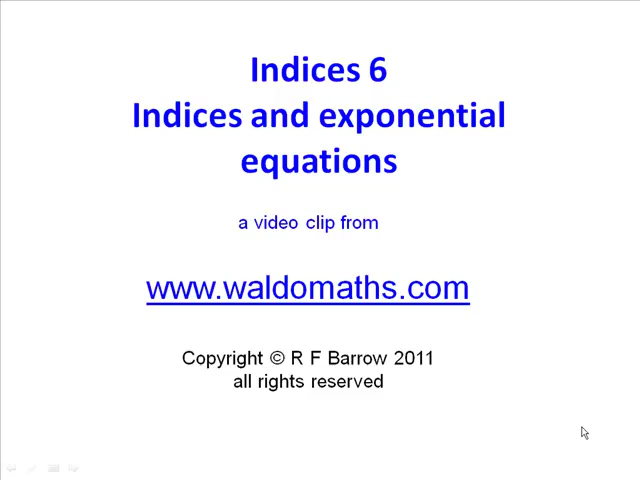 Indices 6
Indices and exponential
equations
a video clip from
www.waldomaths.com
Copyright © R F Barrow 2011
all rights reserved